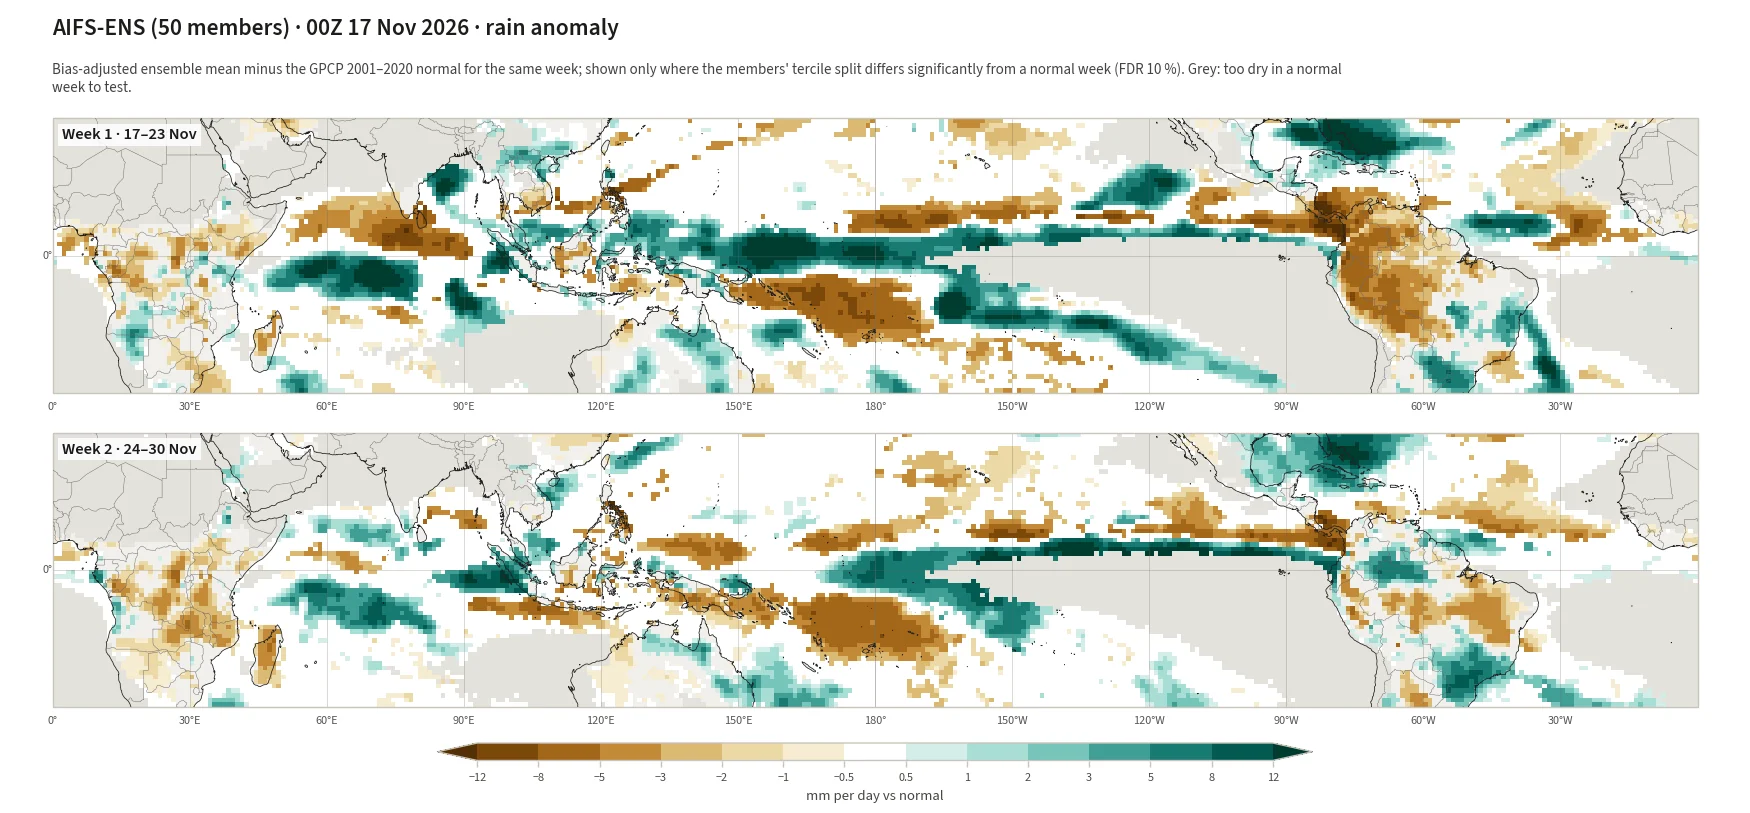 AIFS-ENS (50 members) · 00Z 17 Nov 2026 · rain anomaly
Bias-adjusted ensemble mean minus the GPCP 2001–2020 normal for the same week; shown only where the members' tercile split differs significantly from a normal week (FDR 10 %). Grey: too dry in a normal
week to test.
Week 1 · 17–23 Nov
0°
0° 30°E 60°E 90°E 120°E 150°E 180° 150°W 120°W 90°W 60°W 30°W
Week 2 · 24–30 Nov
0°
0° 30°E 60°E 90°E 120°E 150°E 180° 150°W 120°W 90°W 60°W 30°W
−12 −8 −5 −3 −2 −1 −0.5 0.5 1 2 3 5 8 12
mm per day vs normal